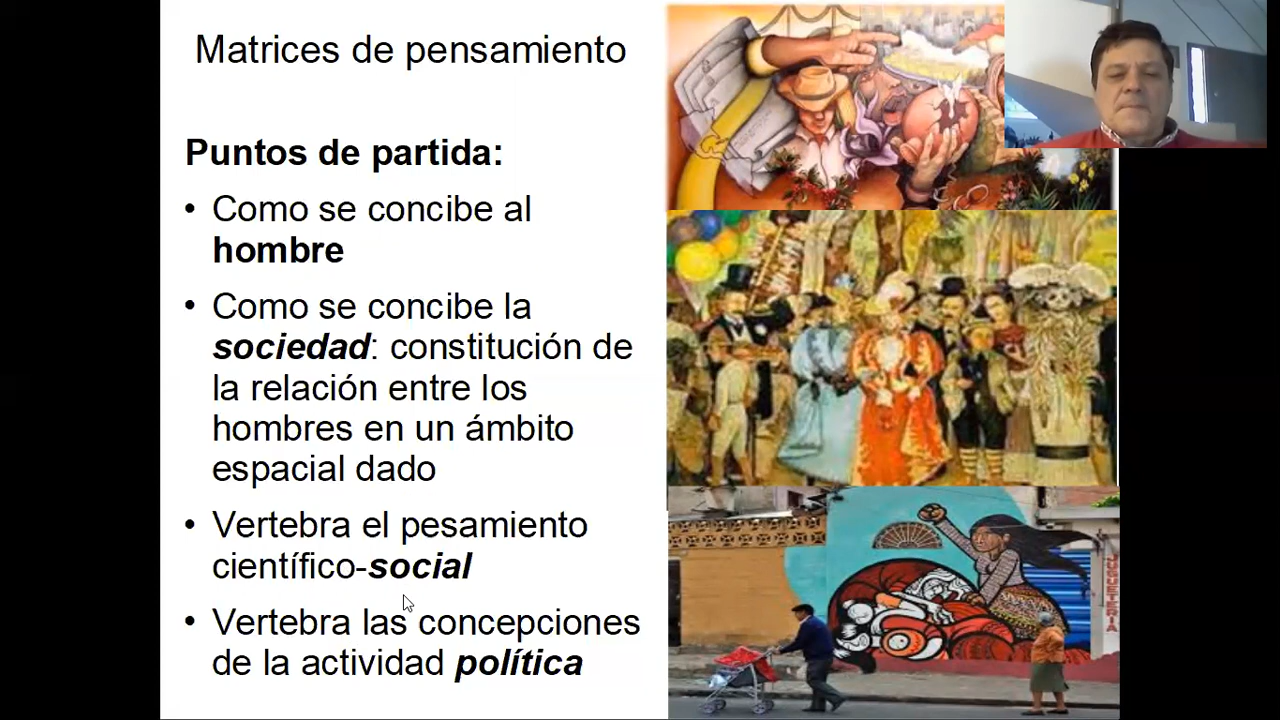 Matrices de pensamiento
Puntos de partida:
• Como se concibe al
hombre
• Como se concibe la
sociedad: constitución de
la relación entre los
hombres en un ámbito
espacial dado
• Vertebra el pesamiento
científico-social
• Vertebra las concepciones
de la actividad política
JUGUETERIA